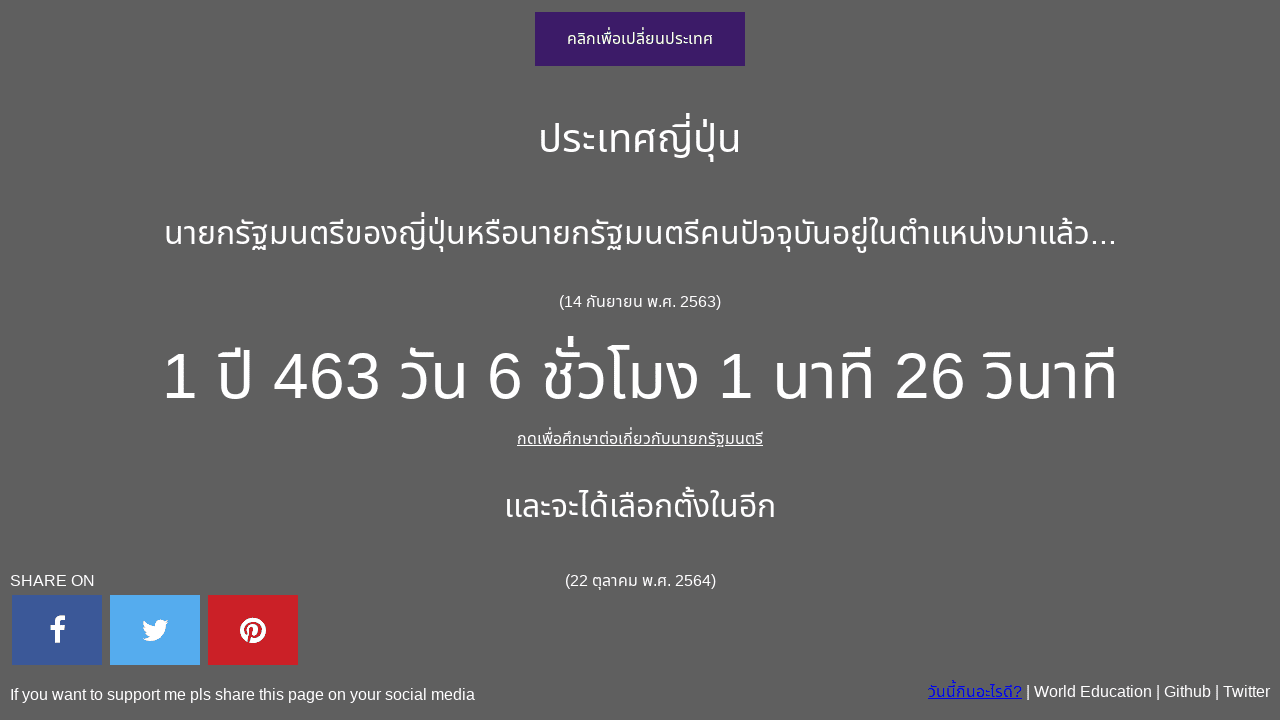 คลิกเพื่อเปลี่ยนประเทศ
ประเทศญี่ปุ่น
นายกรัฐมนตรีของญี่ปุ่นหรือนายกรัฐมนตรีคนปัจจุบันอยู่ในตำแหน่งมาแล้ว...
(14 กันยายน พ.ศ. 2563)
1 ปี 463 วัน 6 ชั่วโมง 1 นาที 26 วินาที
กดเพื่อศึกษาต่อเกี่ยวกับนายกรัฐมนตรี
และจะได้เลือกตั้งในอีก
(22 ตุลาคม พ.ศ. 2564)
SHARE ON
If you want to support me pls share this page on your social media
วันนี้กินอะไรดี? | World Education | Github | Twitter